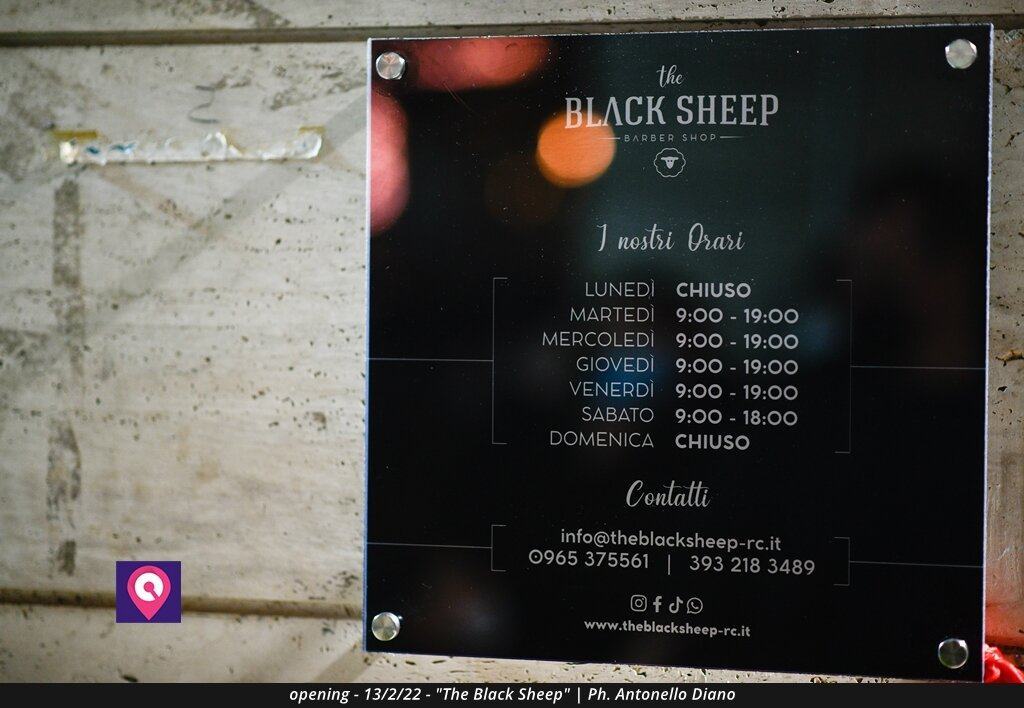 the
BLACK SHEEP
BARBER SHOP
I nostri Orari
LUNEDÌ CHIUSO
MARTEDÌ 9:00 - 19:00
MERCOLEDÌ 9:00 - 19:00
GIOVEDÌ 9:00 - 19:00
VENERDÌ 9:00 - 19:00
SABATO 9:00 - 18:00
DOMENICA CHIUSO
Contatti
info@theblacksheep-rc.it
0965 375561 | 393 218 3489
www.theblacksheep-rc.it
opening - 13/2/22 - "The Black Sheep" | Ph. Antonello Diano